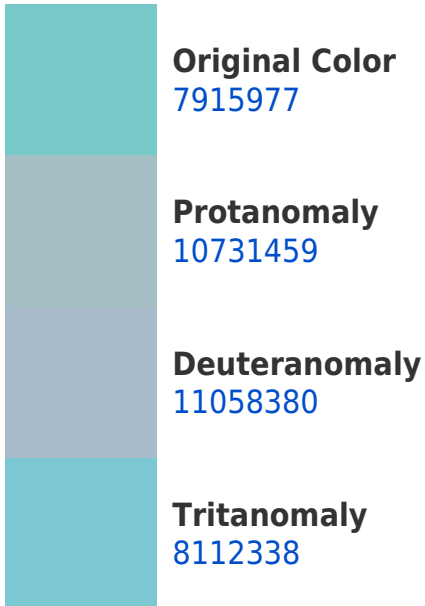 Original Color
7915977
Protanomaly
10731459
Deuteranomaly
11058380
Tritanomaly
8112338